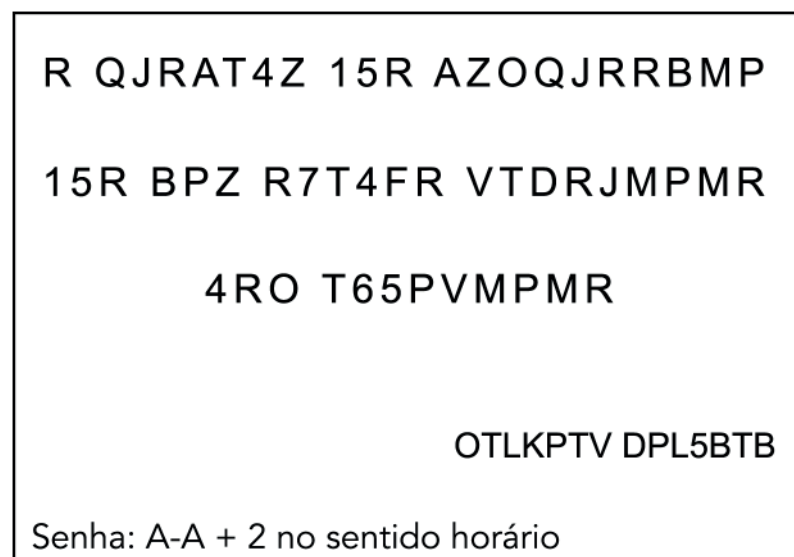 R QJRAT4Z 15R AZOQJRRBMP
15R BPZ R7T4FR VTDRJMPMR
4RO T65PVMPMR
OTLKPTV DPL5BTB
Senha: A-A + 2 no sentido horário